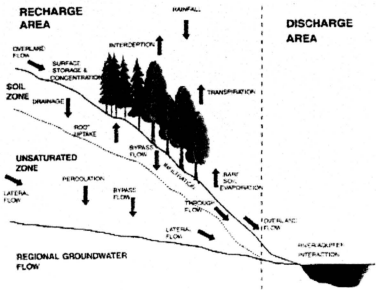 RECHARGE
AREA
RAINFALL
DISCHARGE
AREA
INTERCEPTION
OVERLAND
FLOW
SURFACE
STORAGE &
CONCENTRATION
TRANSPIRATION
SOIL
ZONE
DRAINAGE
ROOT
UPTAKE
BYPASS
FLOW
INFILTRATION
UNSATURATED
ZONE
BARE
SOIL
EVAPORATION
LATERAL
FLOW
PERCOLATION
BYPASS
FLOW
THROUGH
FLOW
OVERLAND
FLOW
LATERAL
FLOW
RIVER-AQUIFER
INTERACTION
REGIONAL GROUNDWATER
FLOW